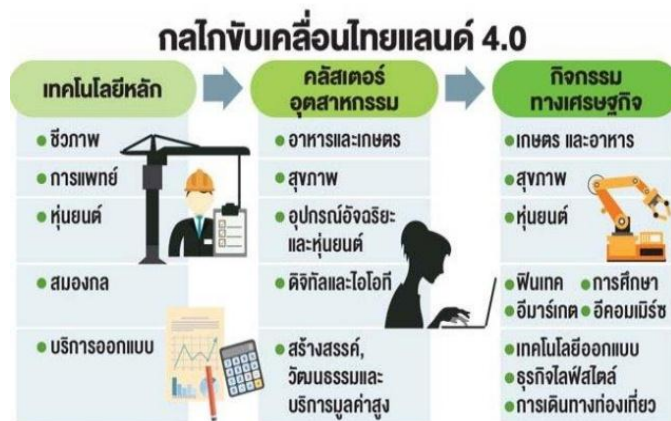 กลไกขับเคลื่อนไทยแลนด์ 4.0
เทคโนโลยีหลัก
คลัสเตอร์
อุตสาหกรรม
กิจกรรม
ทางเศรษฐกิจ
ชีวภาพ
อาหารและเกษตร
เกษตร และอาหาร
การแพทย์
สุขภาพ
สุขภาพ
หุ่นยนต์
อุปกรณ์อัจฉริยะ
และหุ่นยนต์
หุ่นยนต์
สมองกล
ดิจิทัลและไอโอที
ฟินเทค การศึกษา
อีมาร์เกต อีคอมเมิร์ซ
บริการออกแบบ
สร้างสรรค์,
วัฒนธรรมและ
บริการมูลค่าสูง
เทคโนโลยีออกแบบ
ธุรกิจไลฟ์สไตล์
การเดินทางท่องเที่ยว